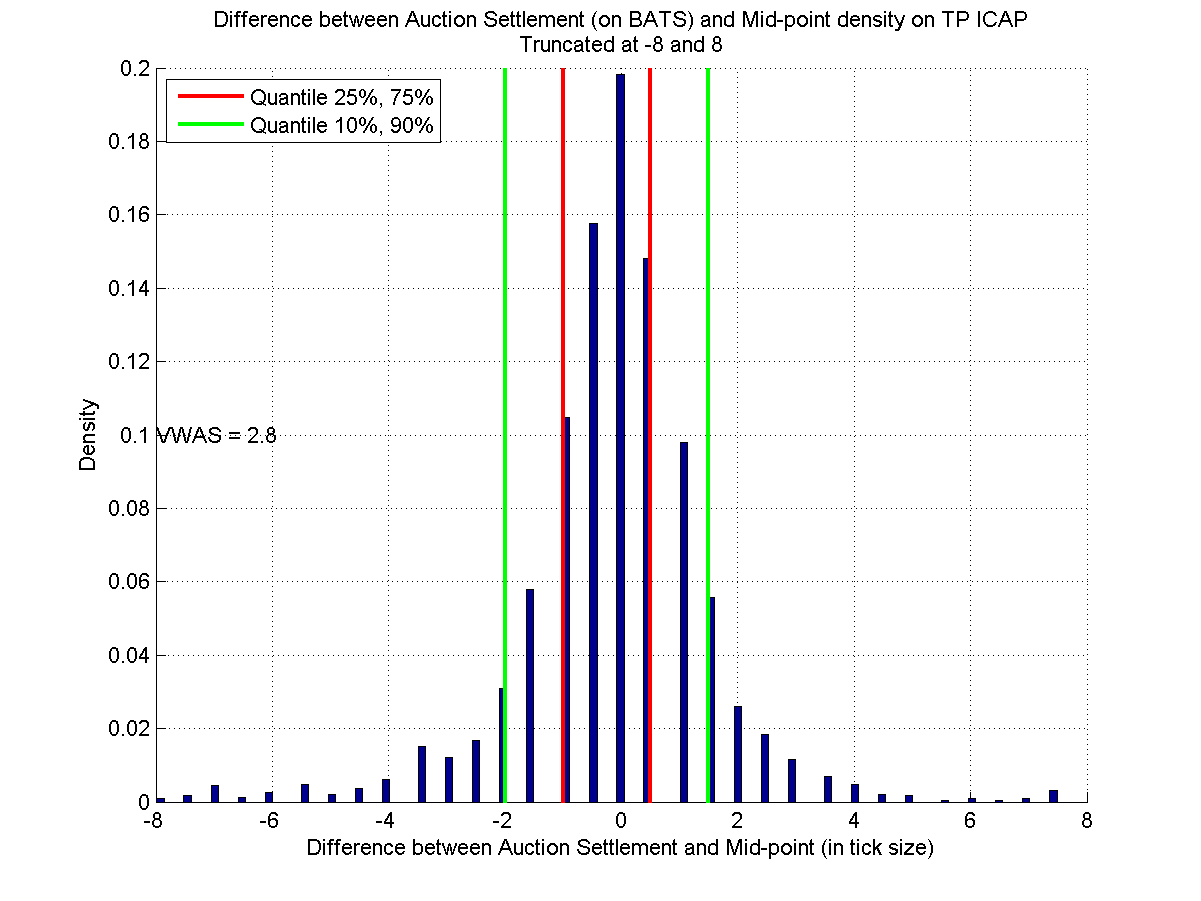 Difference between Auction Settlement (on BATS) and Mid-point density on TP ICAP
Truncated at -8 and 8
Quantile 25%, 75%
Quantile 10%, 90%
0.2
0.18
0.16
0.14
0.12
0.1
VWAS = 2.8
0.08
0.06
0.04
0.02
0
Density
-8 -6 -4 -2 0 2 4 6 8
Difference between Auction Settlement and Mid-point (in tick size)